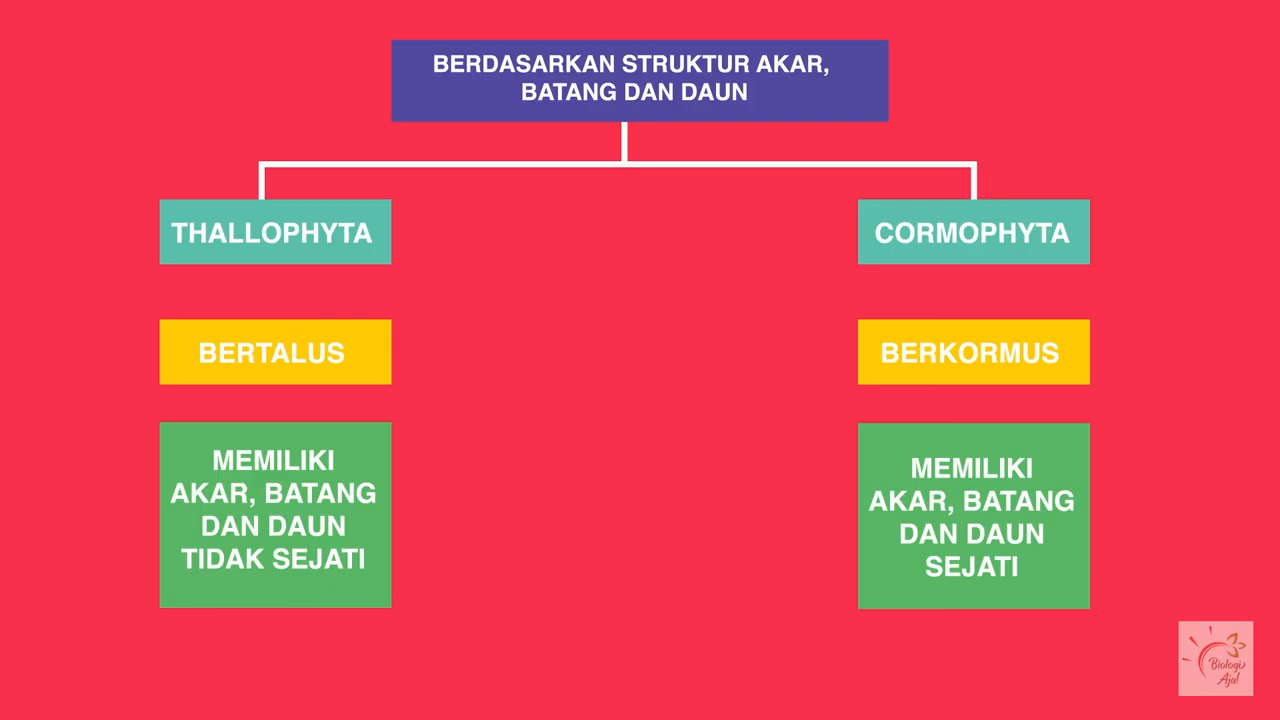 BERDASARKAN STRUKTUR AKAR,
BATANG DAN DAUN
THALLOPHYTA
CORMOPHYTA
BERTALUS
BERKORMUS
MEMILIKI
AKAR, BATANG
DAN DAUN
TIDAK SEJATI
MEMILIKI
AKAR, BATANG
DAN DAUN
SEJATI
Biologi
Aja!